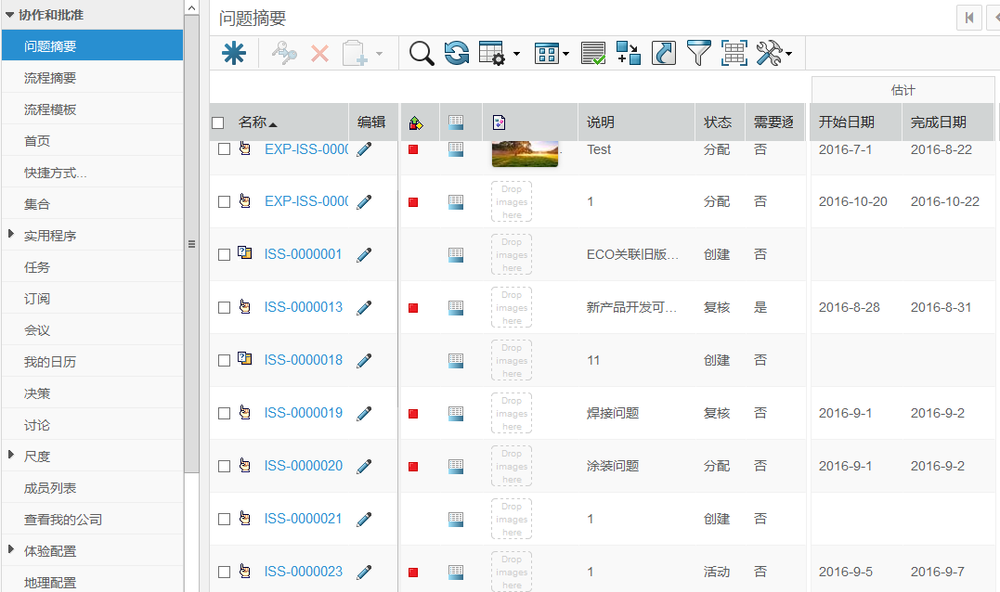 协作和批准
问题摘要
流程摘要
流程模板
首页
快捷方式...
集合
实用程序
任务
订阅
会议
我的日历
决策
讨论
尺度
成员列表
查看我的公司
体验配置
地理配置
问题摘要
估计
名称 编辑 说明 状态 需要逐 开始日期 完成日期
EXP-ISS-0000 Test 分配 否 2016-7-1 2016-8-22
EXP-ISS-0000 Drop images here 1 分配 否 2016-10-20 2016-10-22
ISS-0000001 Drop images here ECO关联旧版... 创建 否
ISS-0000013 Drop images here 新产品开发可... 复核 是 2016-8-28 2016-8-31
ISS-0000018 Drop images here 11 创建 否
ISS-0000019 Drop images here 焊接问题 复核 否 2016-9-1 2016-9-2
ISS-0000020 Drop images here 涂装问题 分配 否 2016-9-1 2016-9-2
ISS-0000021 Drop images here 1 创建 否
ISS-0000023 Drop images here 1 活动 否 2016-9-5 2016-9-7